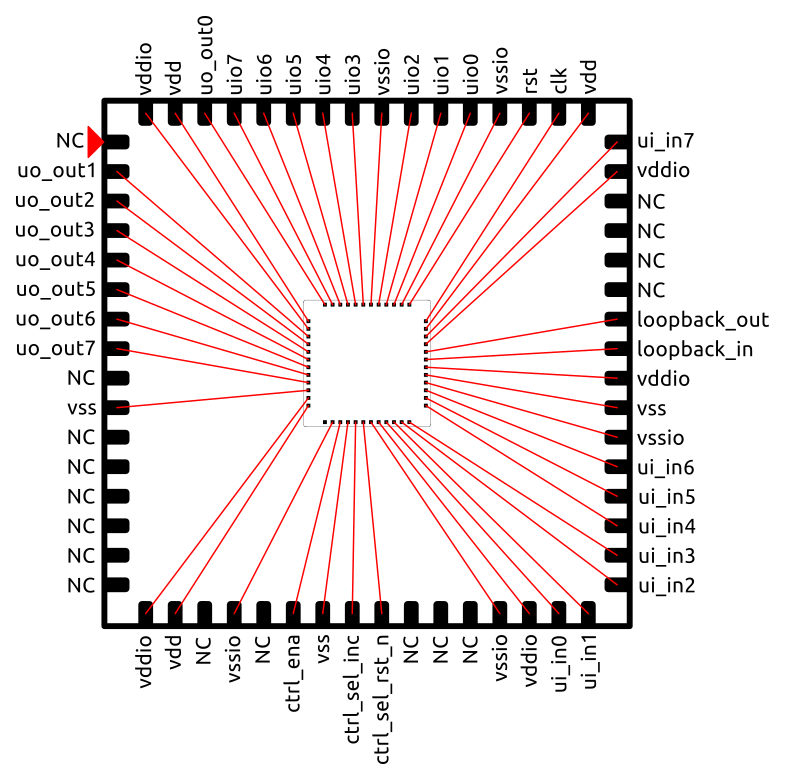 vddio
vdd
uo_out0
uio7
uio6
uio5
uio4
uio3
vssio
uio2
uio1
uio0
vssio
rst
clk
vdd
NC
uo_out1
uo_out2
uo_out3
uo_out4
uo_out5
uo_out6
uo_out7
NC
vss
NC
NC
NC
NC
NC
NC
ui_in7
vddio
NC
NC
NC
NC
loopback_out
loopback_in
vddio
vss
vssio
ui_in6
ui_in5
ui_in4
ui_in3
ui_in2
vddio
vdd
NC
vssio
NC
ctrl_ena
vss
ctrl_sel_inc
ctrl_sel_rst_n
NC
NC
NC
vssio
vddio
ui_in0
ui_in1